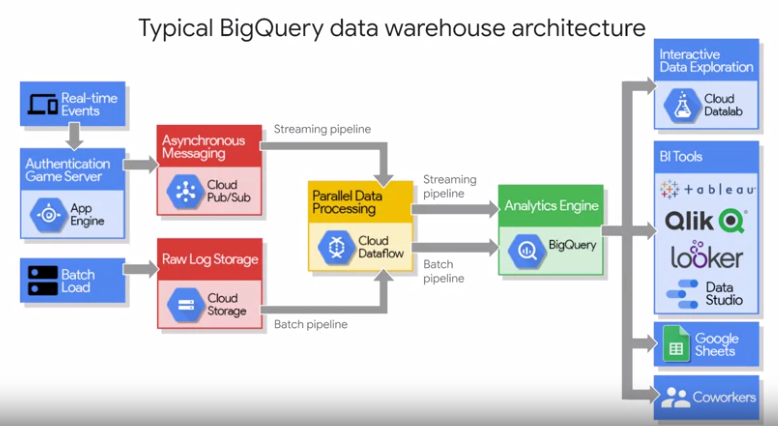 Typical BigQuery data warehouse architecture
Real-time
Events
Authentication
Game Server
App
Engine
Batch
Load
Asynchronous
Messaging
Cloud
Pub/Sub
Raw Log Storage
Cloud
Storage
Streaming pipeline
Batch pipeline
Parallel Data
Processing
Cloud
Dataflow
Streaming
pipeline
Batch
pipeline
Analytics Engine
BigQuery
Interactive
Data Exploration
Cloud
Datalab
BI Tools
+ableau
Qlik
looker
Data
Studio
Google
Sheets
Coworkers